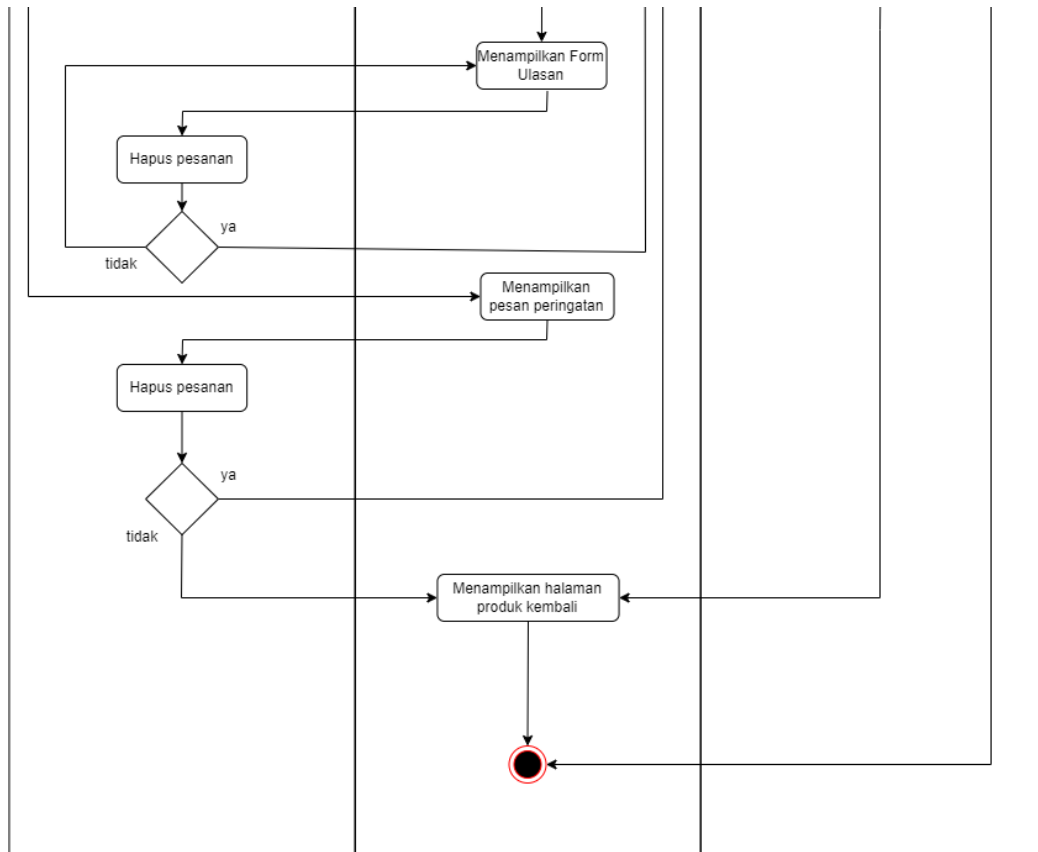 Menampilkan Form
Ulasan
Hapus pesanan
ya
tidak
Menampilkan
pesan peringatan
Hapus pesanan
ya
tidak
Menampilkan halaman
produk kembali